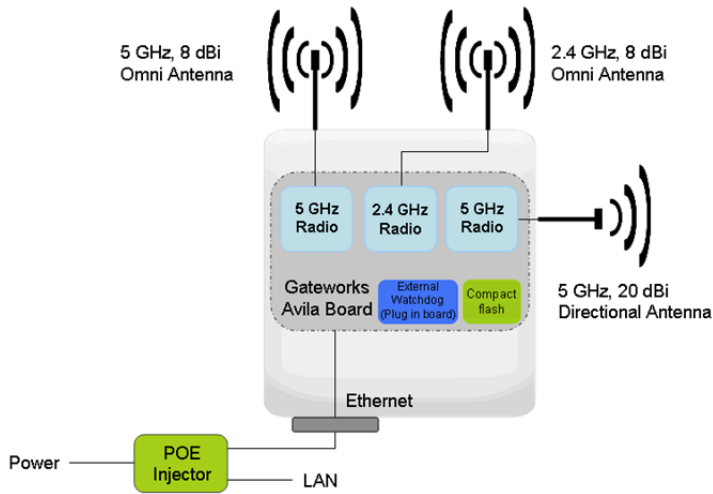 5 GHz, 8 dBi
Omni Antenna
2.4 GHz, 8 dBi
Omni Antenna
5 GHz
Radio
2.4 GHz
Radio
5 GHz
Radio
Gateworks
Avila Board
External
Watchdog
(Plug in board)
Compact
flash
5 GHz, 20 dBi
Directional Antenna
Ethernet
POE
Injector
Power
LAN